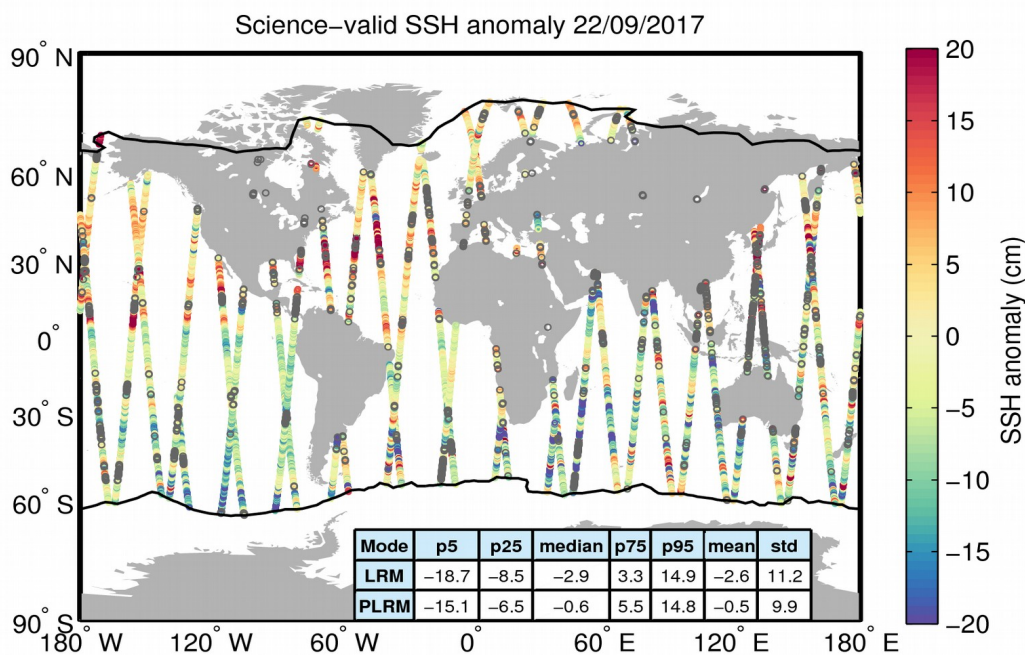 Science−valid SSH anomaly 22/09/2017
90° N
60° N
30° N
0°
30° S
60° S
90° S
180° W
120° W
60° W
0°
60° E
120° E
180° E
20
15
10
5
0
−5
−10
−15
−20
SSH anomaly (cm)
Mode p5 p25 median p75 p95 mean std
LRM −18.7 −8.5 −2.9 3.3 14.9 −2.6 11.2
PLRM −15.1 −6.5 −0.6 5.5 14.8 −0.5 9.9